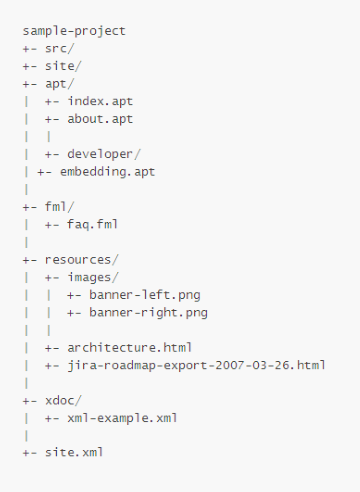 sample-project
+- src/
+- site/
+- apt/
|  +- index.apt
|  +- about.apt
|  |
|  +- developer/
| +- embedding.apt
|
+- fml/
|  +- faq.fml
|
+- resources/
|  +- images/
|  |  +- banner-left.png
|  |  +- banner-right.png
|  |
|  +- architecture.html
|  +- jira-roadmap-export-2007-03-26.html
|
+- xdoc/
|  +- xml-example.xml
|
+- site.xml